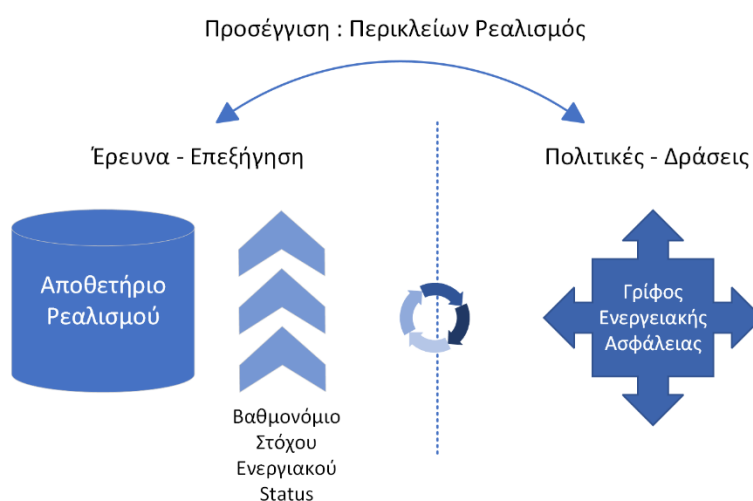 Προσέγγιση : Περικλείων Ρεαλισμός
Έρευνα - Επεξήγηση
Πολιτικές - Δράσεις
Αποθετήριο
Ρεαλισμού
Βαθμονόμιο
Στόχου
Ενεργιακού
Status
Γρίφος
Ενεργειακής
Ασφάλειας